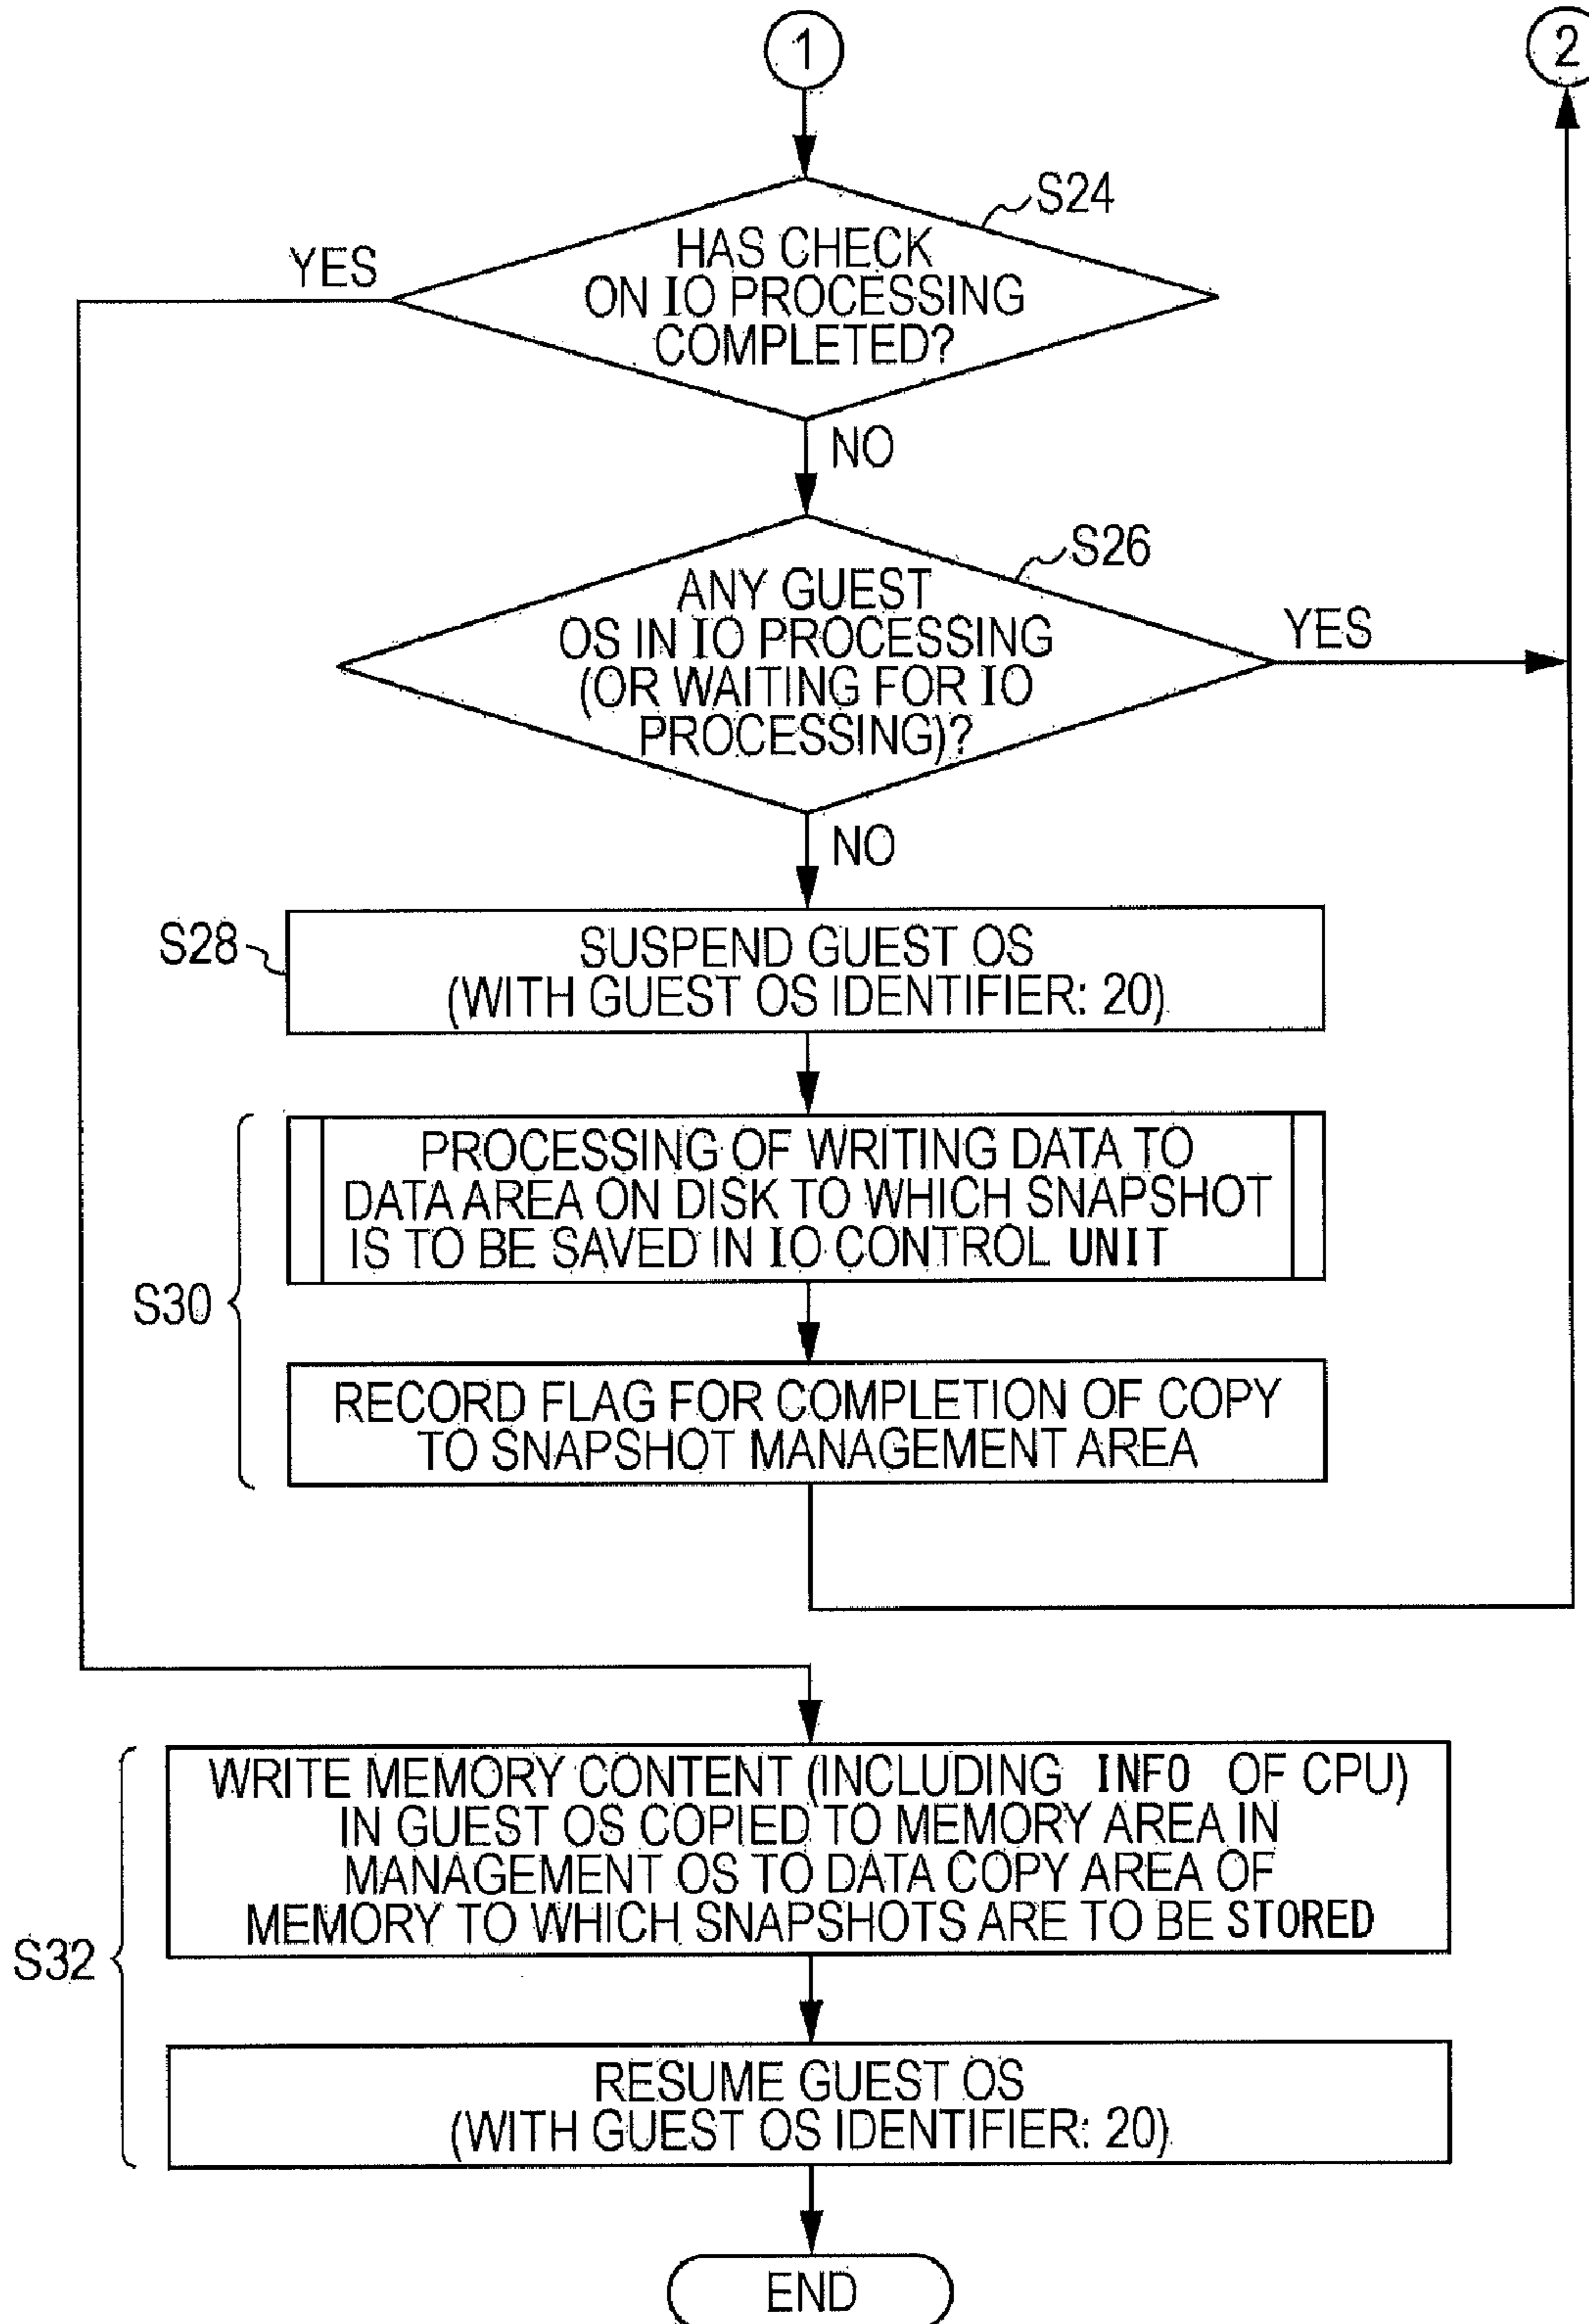 1
2
S24
YES
HAS CHECK
ON IO PROCESSING
COMPLETED?
NO
S26
ANY GUEST
OS IN IO PROCESSING
(OR WAITING FOR IO
PROCESSING)?
YES
NO
S28
SUSPEND GUEST OS
(WITH GUEST OS IDENTIFIER: 20)
S30
PROCESSING OF WRITING DATA TO
DATA AREA ON DISK TO WHICH SNAPSHOT
IS TO BE SAVED IN IO CONTROL UNIT
RECORD FLAG FOR COMPLETION OF COPY
TO SNAPSHOT MANAGEMENT AREA
S32
WRITE MEMORY CONTENT (INCLUDING INFO OF CPU)
IN GUEST OS COPIED TO MEMORY AREA IN
MANAGEMENT OS TO DATA COPY AREA OF
MEMORY TO WHICH SNAPSHOTS ARE TO BE STORED
RESUME GUEST OS
(WITH GUEST OS IDENTIFIER: 20)
END